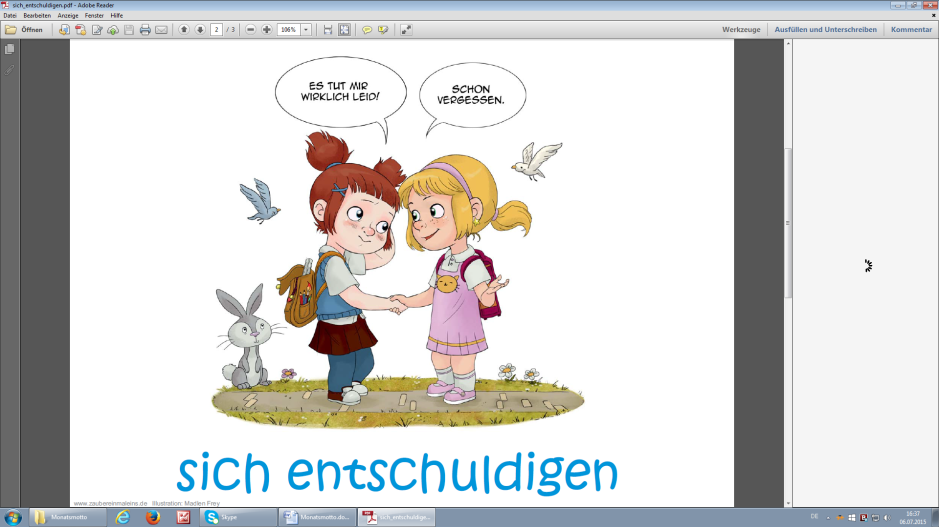 sich_entschuldigen.pdf - Adobe Reader
Datei Bearbeiten Anzeige Fenster Hilfe
Öffnen 2 / 3 106% Werkzeuge Ausfüllen und Unterschreiben Kommentar
ES TUT MIR
WIRKLICH LEID!
SCHON
VERGESSEN.
sich entschuldigen
www.zaubereinmaleins.de Illustration: Madlen Frey
Monatsmotto Skype Monatsmotto.do... sich_entschuldige... DE 16:37
06.07.2015